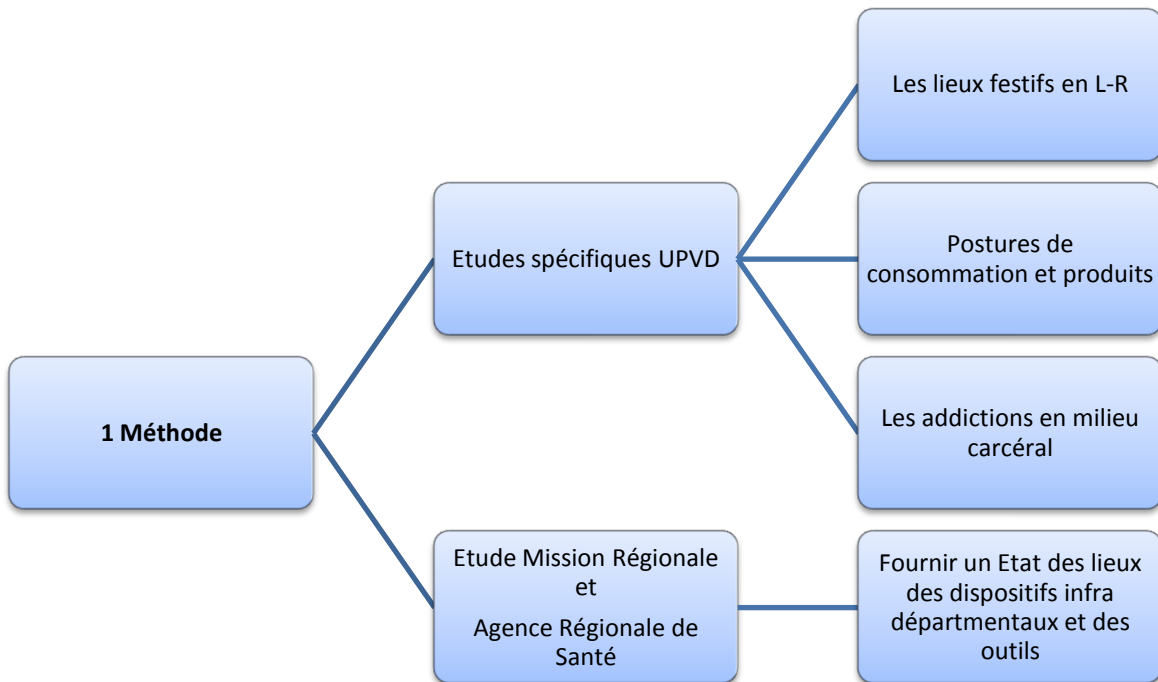 1 Méthode
Etudes spécifiques UPVD
Les lieux festifs en L-R
Postures de
consommation et produits
Les addictions en milieu
carcéral
Etude Mission Régionale
et
Agence Régionale de
Santé
Fournir un Etat des lieux
des dispositifs infra
départmentaux et des
outils